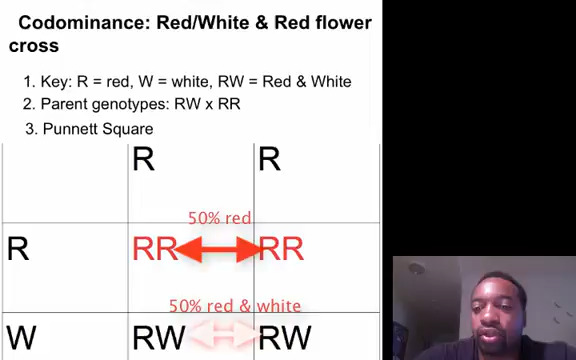 Codominance: Red/White & Red flower
cross
1. Key: R = red, W = white, RW = Red & White
2. Parent genotypes: RW x RR
3. Punnett Square
R R
50% red
R RR RR
50% red & white
W RW RW